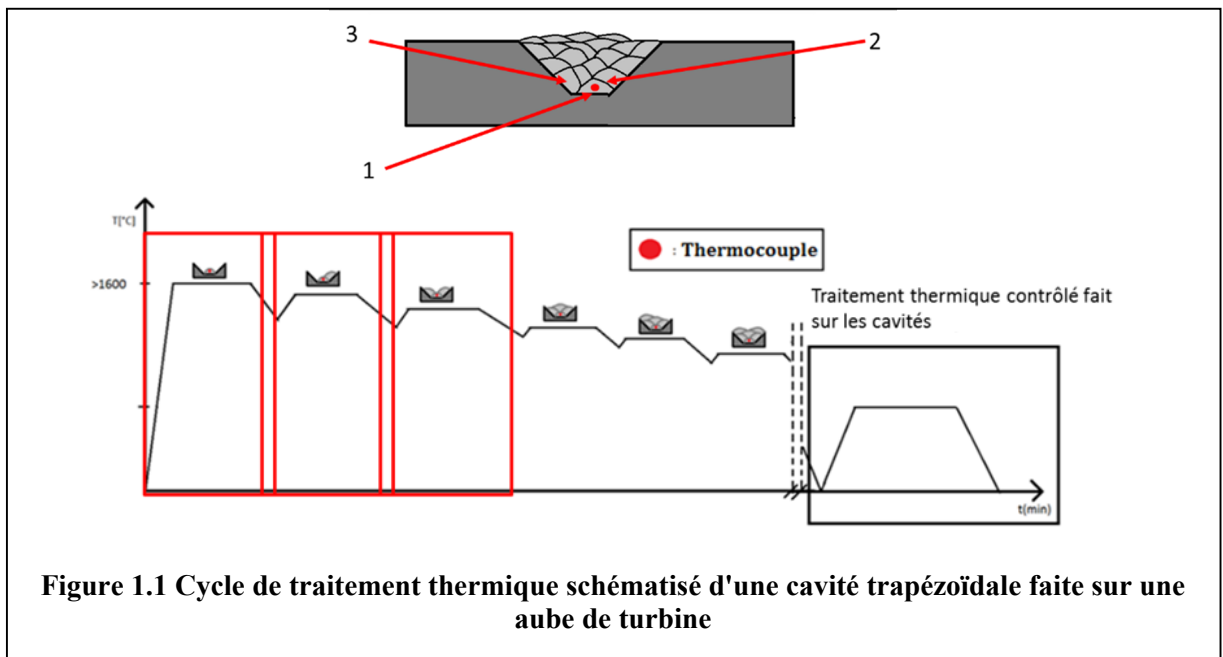 3
2
1
T[°C]
>1600
: Thermocouple
Traitement thermique contrôlé fait
sur les cavités
t(min)
Figure 1.1 Cycle de traitement thermique schématisé d'une cavité trapézoïdale faite sur une
aube de turbine